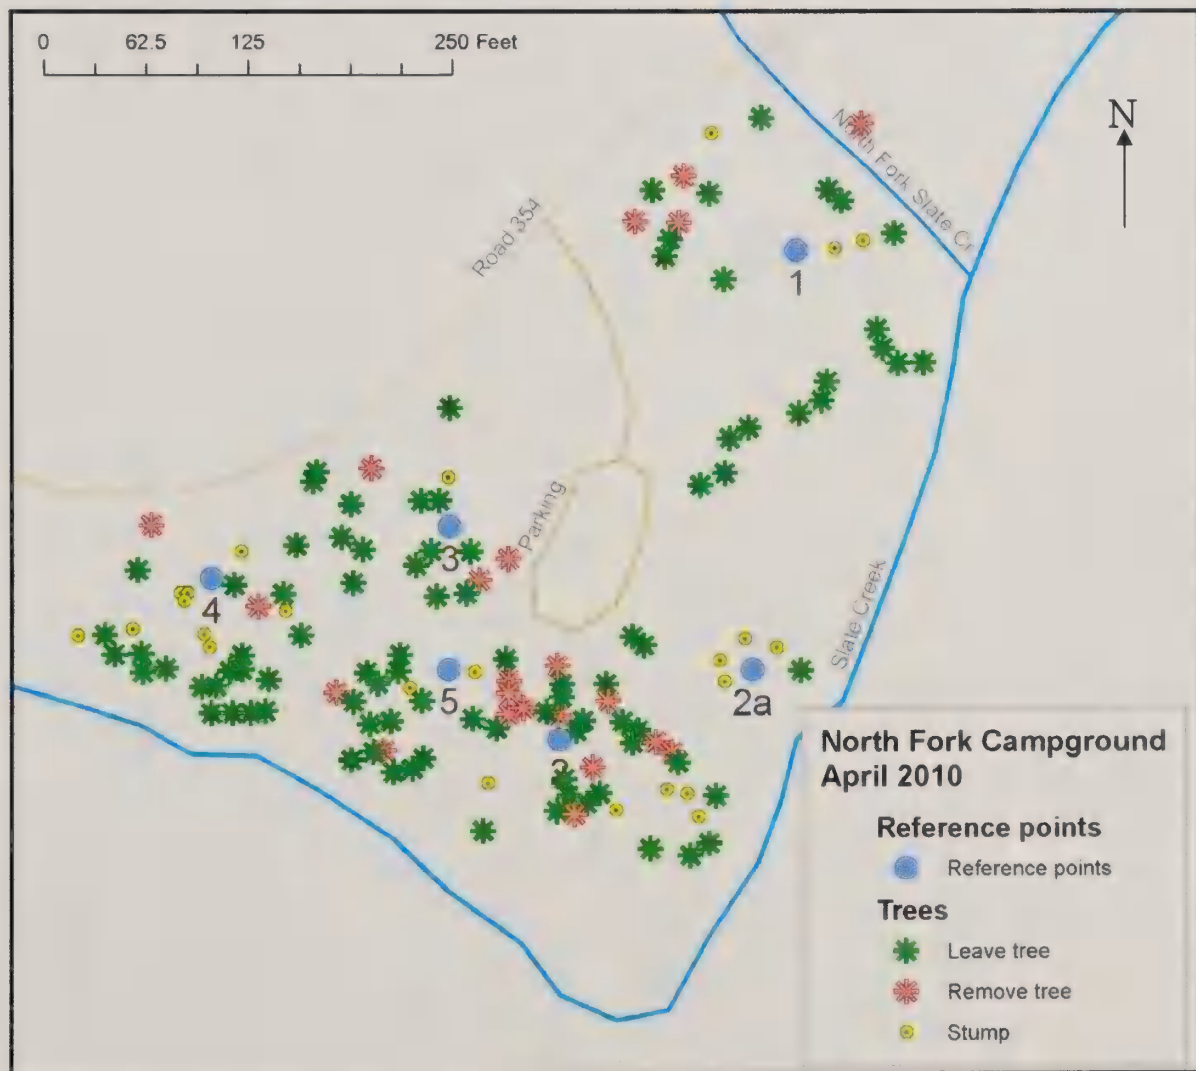 0 62.5 125 250 Feet
N
North Fork Slate Cr
Road 354
1
Parking
3
4
Slate Creek
5
2a
2
North Fork Campground
April 2010
Reference points
Reference points
Trees
Leave tree
Remove tree
Stump